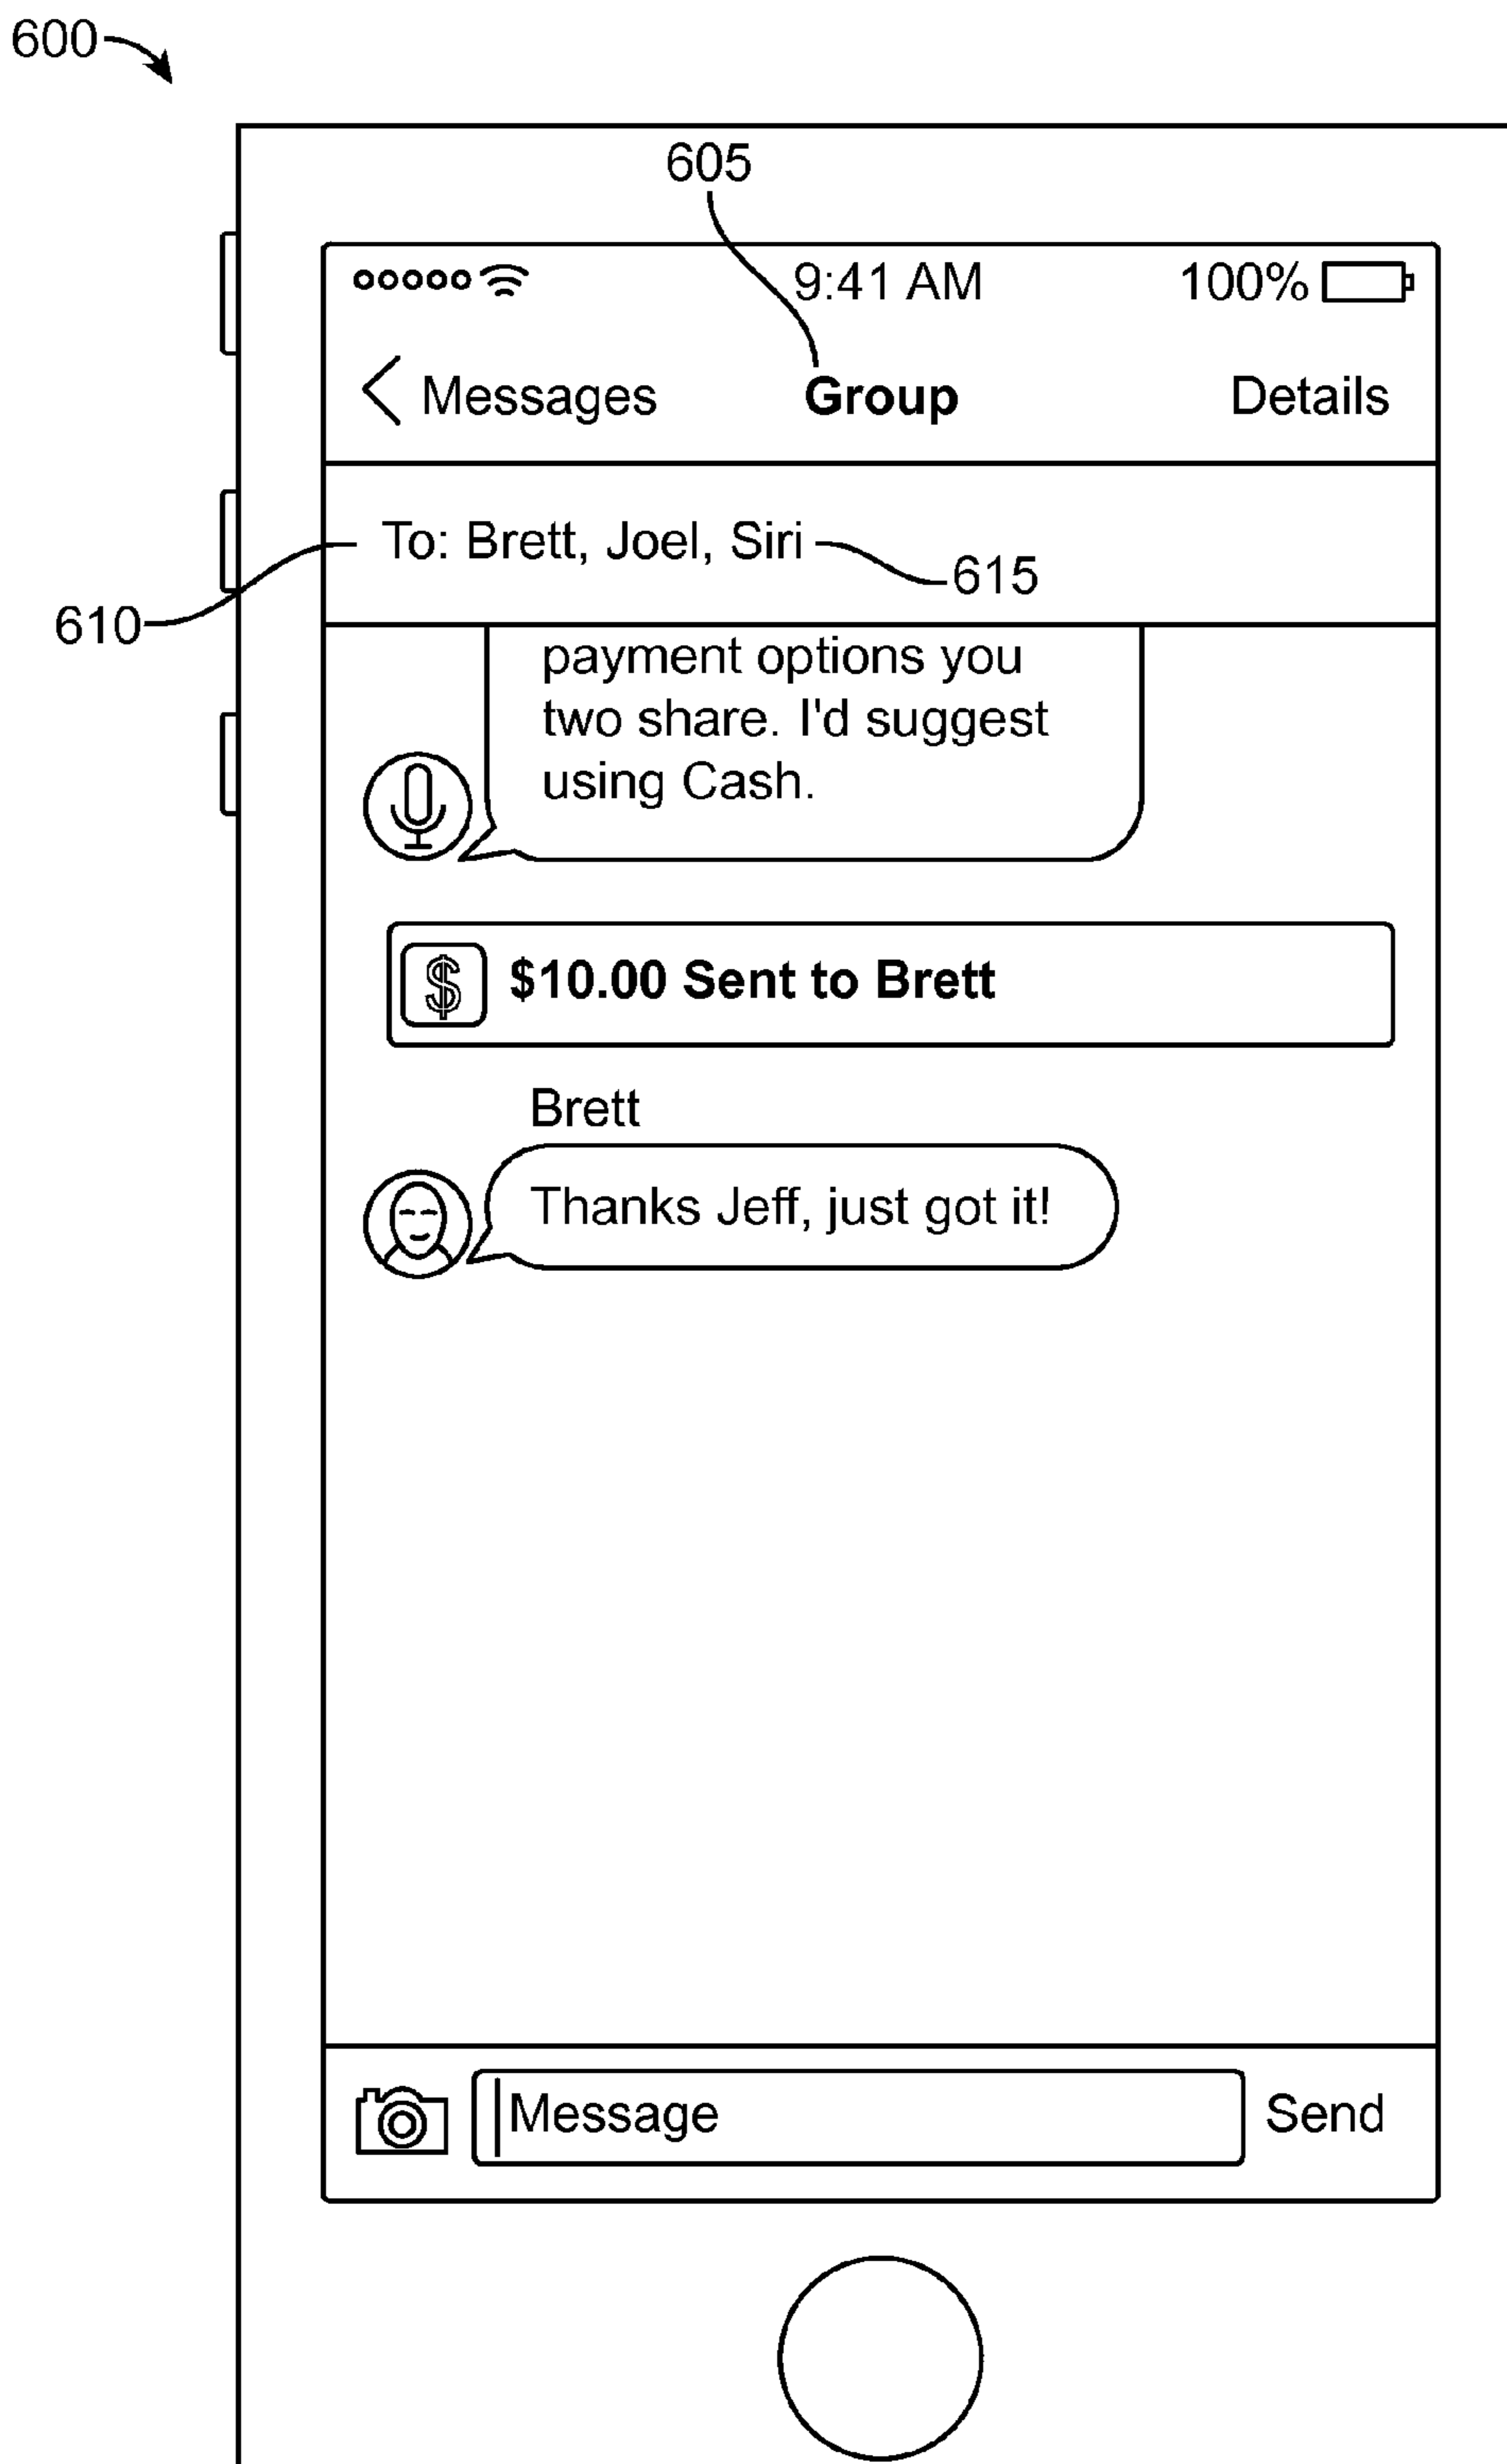 600
605
9:41 AM 100%
Messages Group Details
To: Brett, Joel, Siri
615
610
payment options you
two share. I'd suggest
using Cash.
$ $10.00 Sent to Brett
Brett
Thanks Jeff, just got it!
Message Send